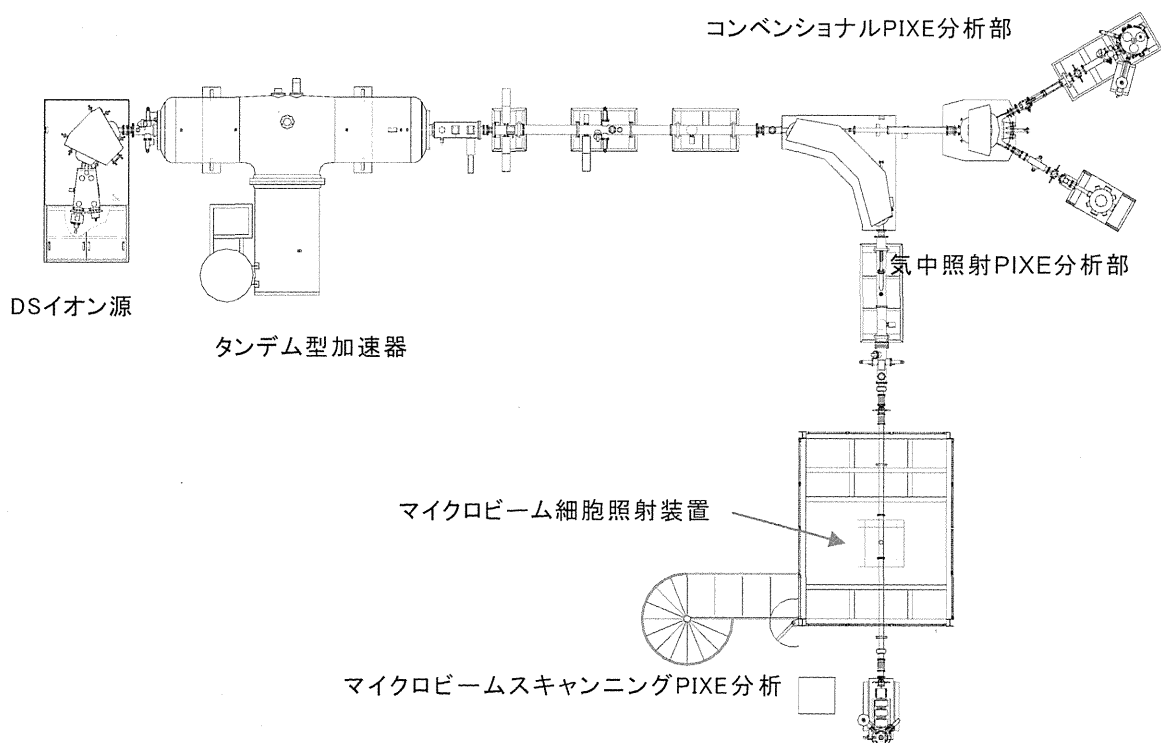 コンベンショナルPIXE分析部
気中照射PIXE分析部
DSイオン源
タンデム型加速器
マイクロビーム細胞照射装置
マイクロビームスキャンニングPIXE分析